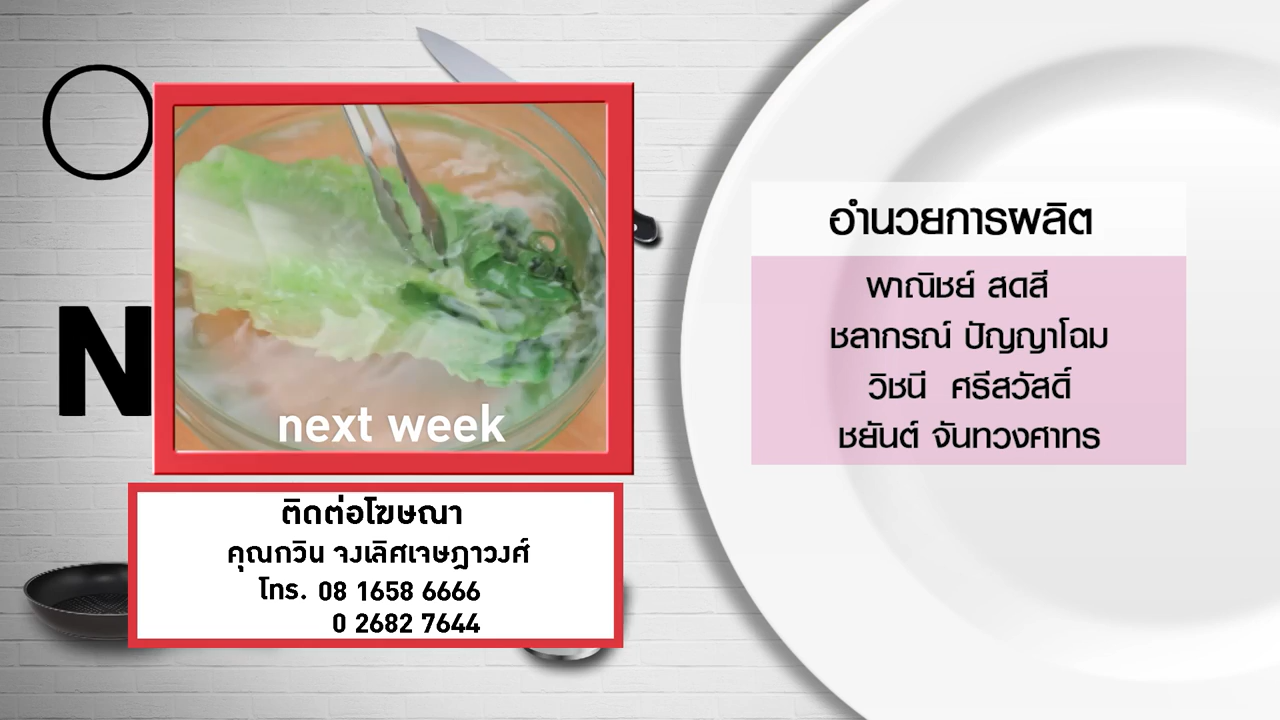 O
N
next week
ติดต่อโฆษณา
คุณกวิน จงเลิศเจษฎาวงศ์
โทร. 08 1658 6666
0 2682 7644
อำนวยการผลิต
พาณิชย์ สดสี
ชลากรณ์ ปัญญาโฉม
วิชนี ศรีสวัสดิ์
ชยันต์ จันทวงศาทร